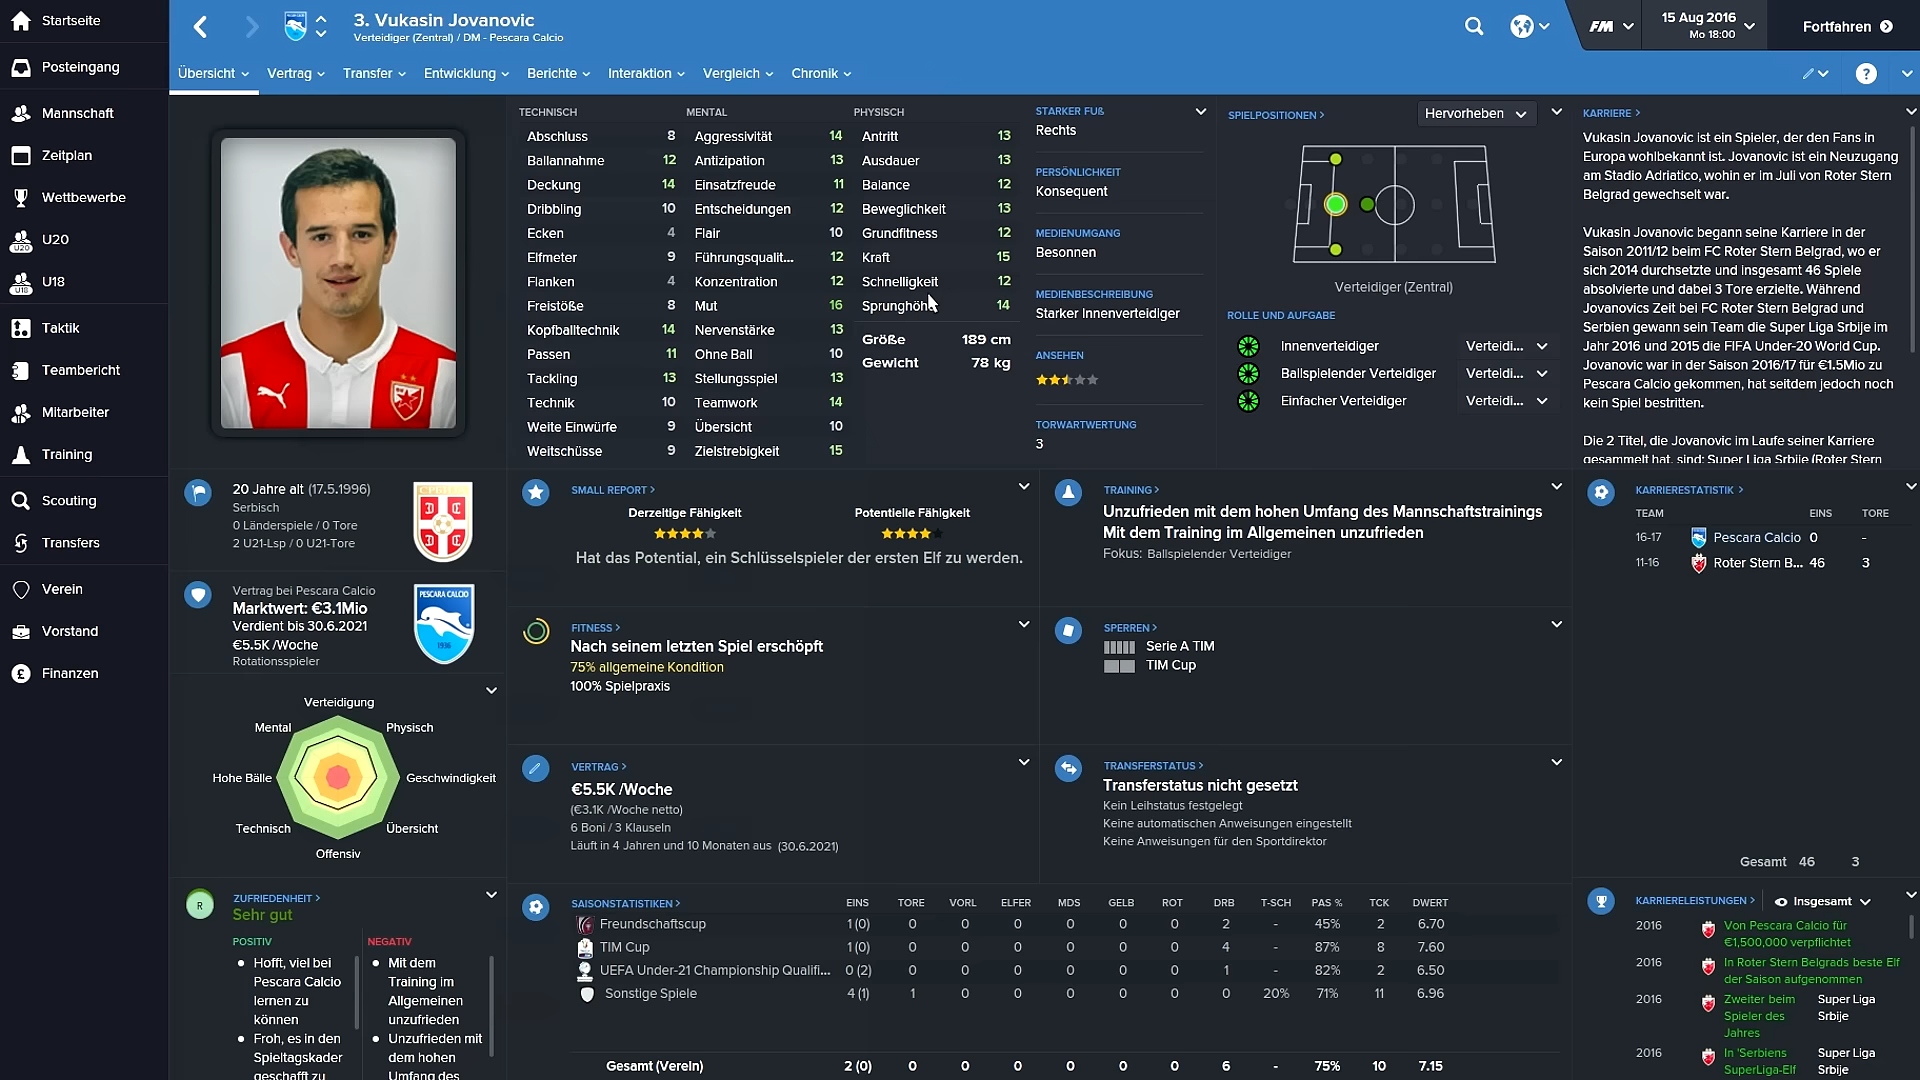 Startseite
Posteingang
Mannschaft
Zeitplan
Wettbewerbe
U20
U18
Taktik
Teambericht
Mitarbeiter
Training
Scouting
Transfers
Verein
Vorstand
Finanzen
3. Vukasin Jovanovic
Verteidiger (Zentral) / DM - Pescara Calcio
FM
15 Aug 2016
Mo 18:00
Fortfahren
Übersicht Vertrag Transfer Entwicklung Berichte Interaktion Vergleich Chronik
TECHNISCH
Abschluss 8
Ballannahme 12
Deckung 14
Dribbling 10
Ecken 4
Elfmeter 9
Flanken 4
Freistöße 8
Kopfballtechnik 14
Passen 11
Tackling 13
Technik 10
Weite Einwürfe 9
Weitschüsse 9
MENTAL
Aggressivität 14
Antizipation 13
Einsatzfreude 11
Entscheidungen 12
Flair 10
Führungsqualit... 12
Konzentration 12
Mut 16
Nervenstärke 13
Ohne Ball 10
Stellungsspiel 13
Teamwork 14
Übersicht 10
Zielstrebigkeit 15
PHYSISCH
Antritt 13
Ausdauer 13
Balance 12
Beweglichkeit 13
Grundfitness 12
Kraft 15
Schnelligkeit 12
Sprunghöhe 14
Größe 189 cm
Gewicht 78 kg
STARKER FUß
Rechts
PERSÖNLICHKEIT
Konsequent
MEDIENUMGANG
Besonnen
MEDIENBESCHREIBUNG
Starker Innenverteidiger
ANSEHEN
TORWARTWERTUNG
3
SPIELPOSITIONEN >
Hervorheben
Verteidiger (Zentral)
ROLLE UND AUFGABE
Innenverteidiger Verteidi...
Ballspielender Verteidiger Verteidi...
Einfacher Verteidiger Verteidi...
KARRIERE >
Vukasin Jovanovic ist ein Spieler, der den Fans in
Europa wohlbekannt ist. Jovanovic ist ein Neuzugang
am Stadio Adriatico, wohin er im Juli von Roter Stern
Belgrad gewechselt war.
Vukasin Jovanovic begann seine Karriere in der
Saison 2011/12 beim FC Roter Stern Belgrad, wo er
sich 2014 durchsetzte und insgesamt 46 Spiele
absolvierte und dabei 3 Tore erzielte. Während
Jovanovics Zeit bei FC Roter Stern Belgrad und
Serbien gewann sein Team die Super Liga Srbije im
Jahr 2016 und 2015 die FIFA Under-20 World Cup.
Jovanovic war in der Saison 2016/17 für €1.5Mio zu
Pescara Calcio gekommen, hat seitdem jedoch noch
kein Spiel bestritten.
Die 2 Titel, die Jovanovic im Laufe seiner Karriere
gesammelt hat, sind: Super Liga Srbije (Roter Stern
20 Jahre alt (17.5.1996)
Serbisch
0 Länderspiele / 0 Tore
2 U21-Lsp / 0 U21-Tore
Vertrag bei Pescara Calcio
Marktwert: €3.1Mio
Verdient bis 30.6.2021
€5.5K /Woche
Rotationsspieler
PESCARA CALCIO
1936
Verteidigung
Mental
Physisch
Hohe Bälle
Geschwindigkeit
Technisch
Übersicht
Offensiv
R
ZUFRIEDENHEIT >
Sehr gut
POSITIV
Hofft, viel bei
Pescara Calcio
lernen zu
können
Froh, es in den
Spieltagskader
geschafft zu
NEGATIV
Mit dem
Training im
Allgemeinen
unzufrieden
Unzufrieden mit
dem hohen
Umfang des
SMALL REPORT >
Derzeitige Fähigkeit Potentielle Fähigkeit
Hat das Potential, ein Schlüsselspieler der ersten Elf zu werden.
TRAINING >
Unzufrieden mit dem hohen Umfang des Mannschaftstrainings
Mit dem Training im Allgemeinen unzufrieden
Fokus: Ballspielender Verteidiger
FITNESS >
Nach seinem letzten Spiel erschöpft
75% allgemeine Kondition
100% Spielpraxis
SPERREN >
Serie A TIM
TIM Cup
VERTRAG >
€5.5K /Woche
(€3.1K /Woche netto)
6 Boni / 3 Klauseln
Läuft in 4 Jahren und 10 Monaten aus (30.6.2021)
TRANSFERSTATUS >
Transferstatus nicht gesetzt
Kein Leihstatus festgelegt
Keine automatischen Anweisungen eingestellt
Keine Anweisungen für den Sportdirektor
SAISONSTATISTIKEN > EINS TORE VORL ELFER MDS GELB ROT DRB T-SCH PAS % TCK DWERT
Freundschaftscup 1 (0) 0 0 0 0 0 0 2 - 45% 2 6.70
TIM Cup 1 (0) 0 0 0 0 0 0 4 - 87% 8 7.60
UEFA Under-21 Championship Qualifi... 0 (2) 0 0 0 0 0 0 1 - 82% 2 6.50
Sonstige Spiele 4 (1) 1 0 0 0 0 0 0 20% 71% 11 6.96
Gesamt (Verein) 2 (0) 0 0 0 0 0 0 6 - 75% 10 7.15
KARRIERESTATISTIK >
TEAM EINS TORE
16-17 Pescara Calcio 0 -
11-16 Roter Stern B... 46 3
Gesamt 46 3
KARRIERELEISTUNGEN > Insgesamt
2016 Von Pescara Calcio für
€1,500,000 verpflichtet
2016 In Roter Stern Belgrads beste Elf
der Saison aufgenommen
2016 Zweiter beim Super Liga
Spieler des Srbije
Jahres
2016 In 'Serbiens Super Liga
SuperLiga-Elf Srbije